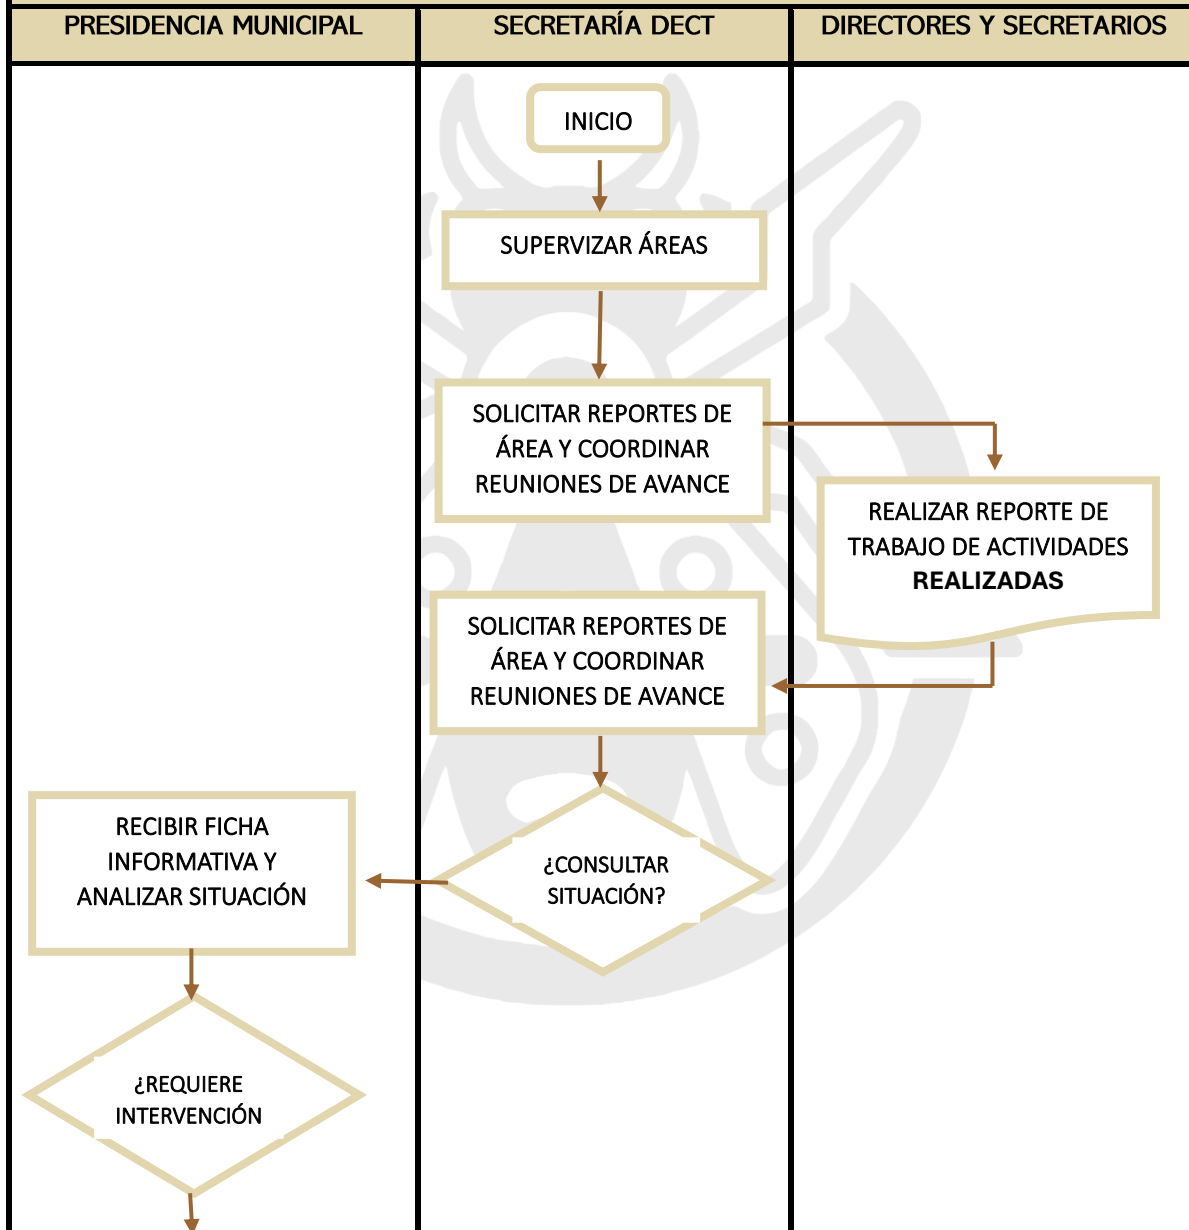 PRESIDENCIA MUNICIPAL
SECRETARÍA DECT
DIRECTORES Y SECRETARIOS
INICIO
SUPERVIZAR ÁREAS
SOLICITAR REPORTES DE
ÁREA Y COORDINAR
REUNIONES DE AVANCE
REALIZAR REPORTE DE
TRABAJO DE ACTIVIDADES
REALIZADAS
SOLICITAR REPORTES DE
ÁREA Y COORDINAR
REUNIONES DE AVANCE
¿CONSULTAR
SITUACIÓN?
RECIBIR FICHA
INFORMATIVA Y
ANALIZAR SITUACIÓN
¿REQUIERE
INTERVENCIÓN